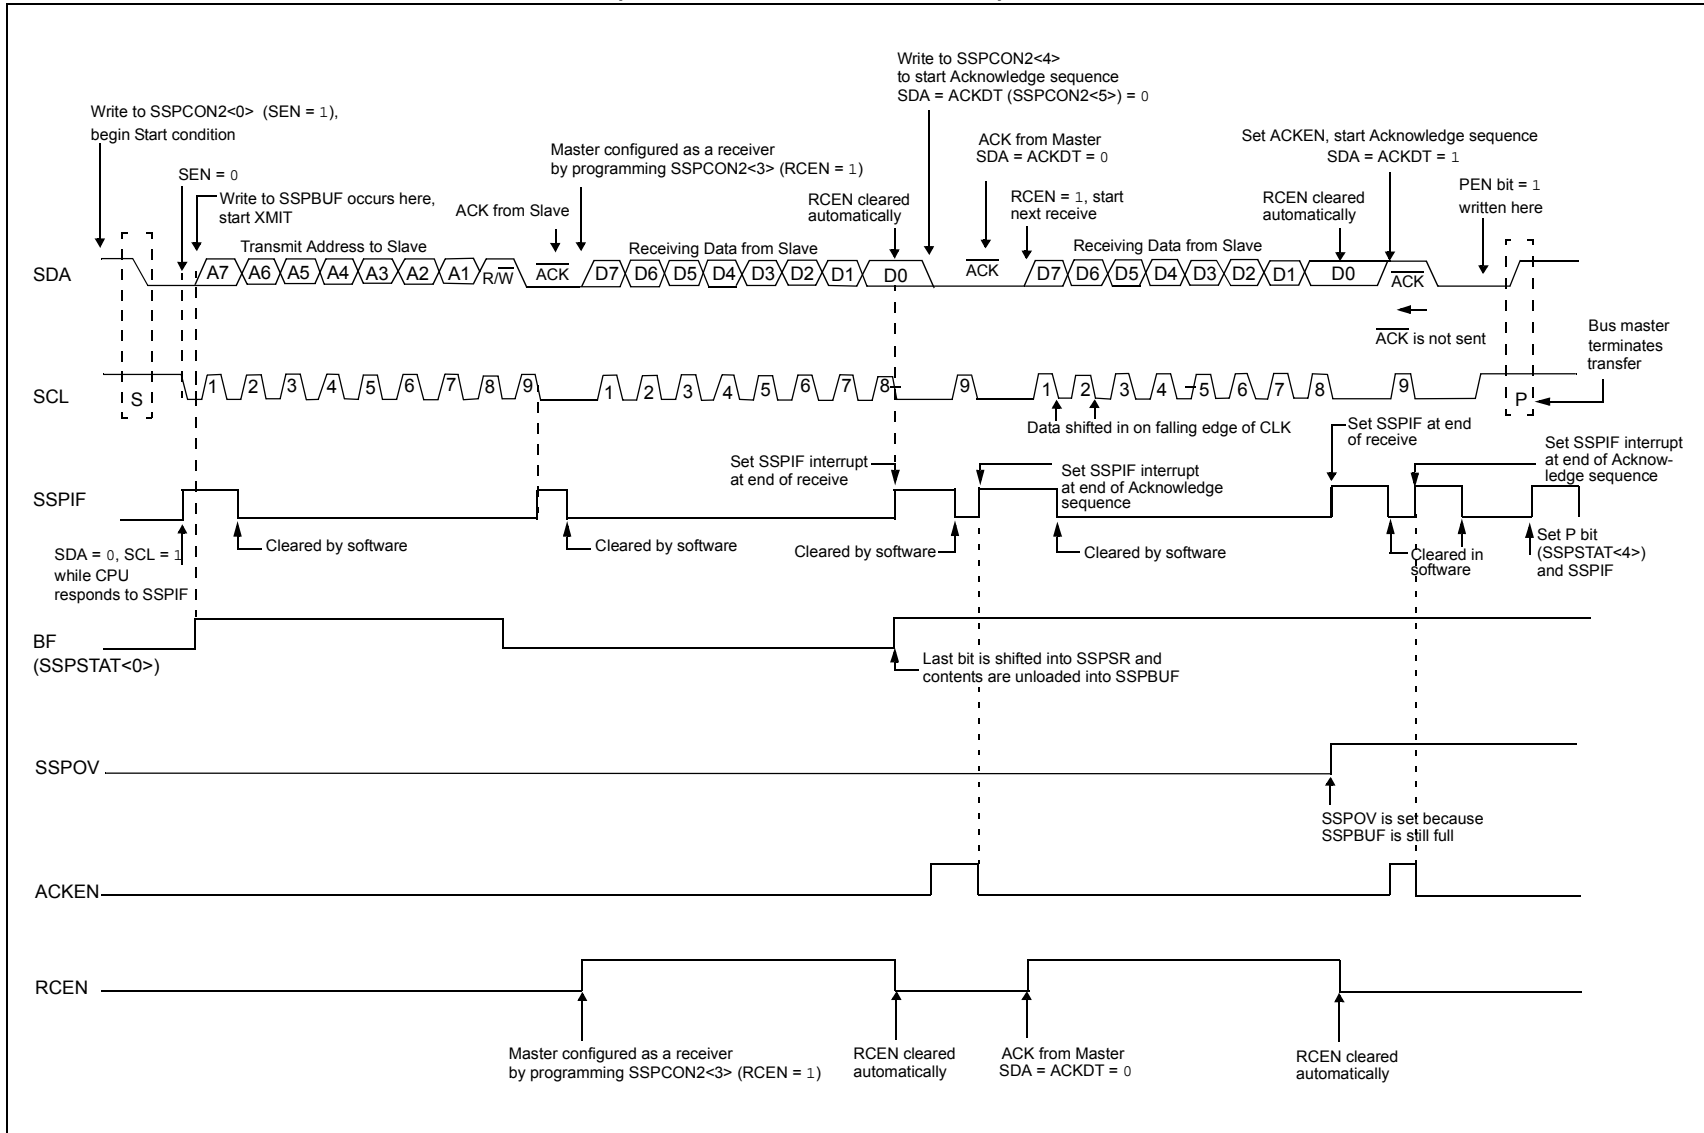 Write to SSPCON2<4>
to start Acknowledge sequence
SDA = ACKDT (SSPCON2<5>) = 0
Write to SSPCON2<0> (SEN = 1),
begin Start condition
ACK from Master
SDA = ACKDT = 0
Set ACKEN, start Acknowledge sequence
SDA = ACKDT = 1
Master configured as a receiver
by programming SSPCON2<3> (RCEN = 1)
SEN = 0
Write to SSPBUF occurs here,
start XMIT
ACK from Slave
RCEN cleared
automatically
RCEN = 1, start
next receive
RCEN cleared
automatically
PEN bit = 1
written here
Transmit Address to Slave
Receiving Data from Slave
Receiving Data from Slave
SDA
A7 A6 A5 A4 A3 A2 A1 R/W ACK D7 D6 D5 D4 D3 D2 D1 D0 ACK D7 D6 D5 D4 D3 D2 D1 D0 ACK
ACK is not sent
Bus master
terminates
transfer
SCL
S 1 2 3 4 5 6 7 8 9 1 2 3 4 5 6 7 8 9 1 2 3 4 5 6 7 8 9 P
Data shifted in on falling edge of CLK
Set SSPIF interrupt
at end of receive
Set SSPIF interrupt
at end of Acknowledge
sequence
Set SSPIF at end
of receive
Set SSPIF interrupt
at end of Acknow-
ledge sequence
SSPIF
SDA = 0, SCL = 1
while CPU
responds to SSPIF
Cleared by software
Cleared by software
Cleared by software
Cleared by software
Cleared in
software
Set P bit
(SSPSTAT<4>)
and SSPIF
BF
(SSPSTAT<0>)
Last bit is shifted into SSPSR and
contents are unloaded into SSPBUF
SSPOV
SSPOV is set because
SSPBUF is still full
ACKEN
RCEN
Master configured as a receiver
by programming SSPCON2<3> (RCEN = 1)
RCEN cleared
automatically
ACK from Master
SDA = ACKDT = 0
RCEN cleared
automatically